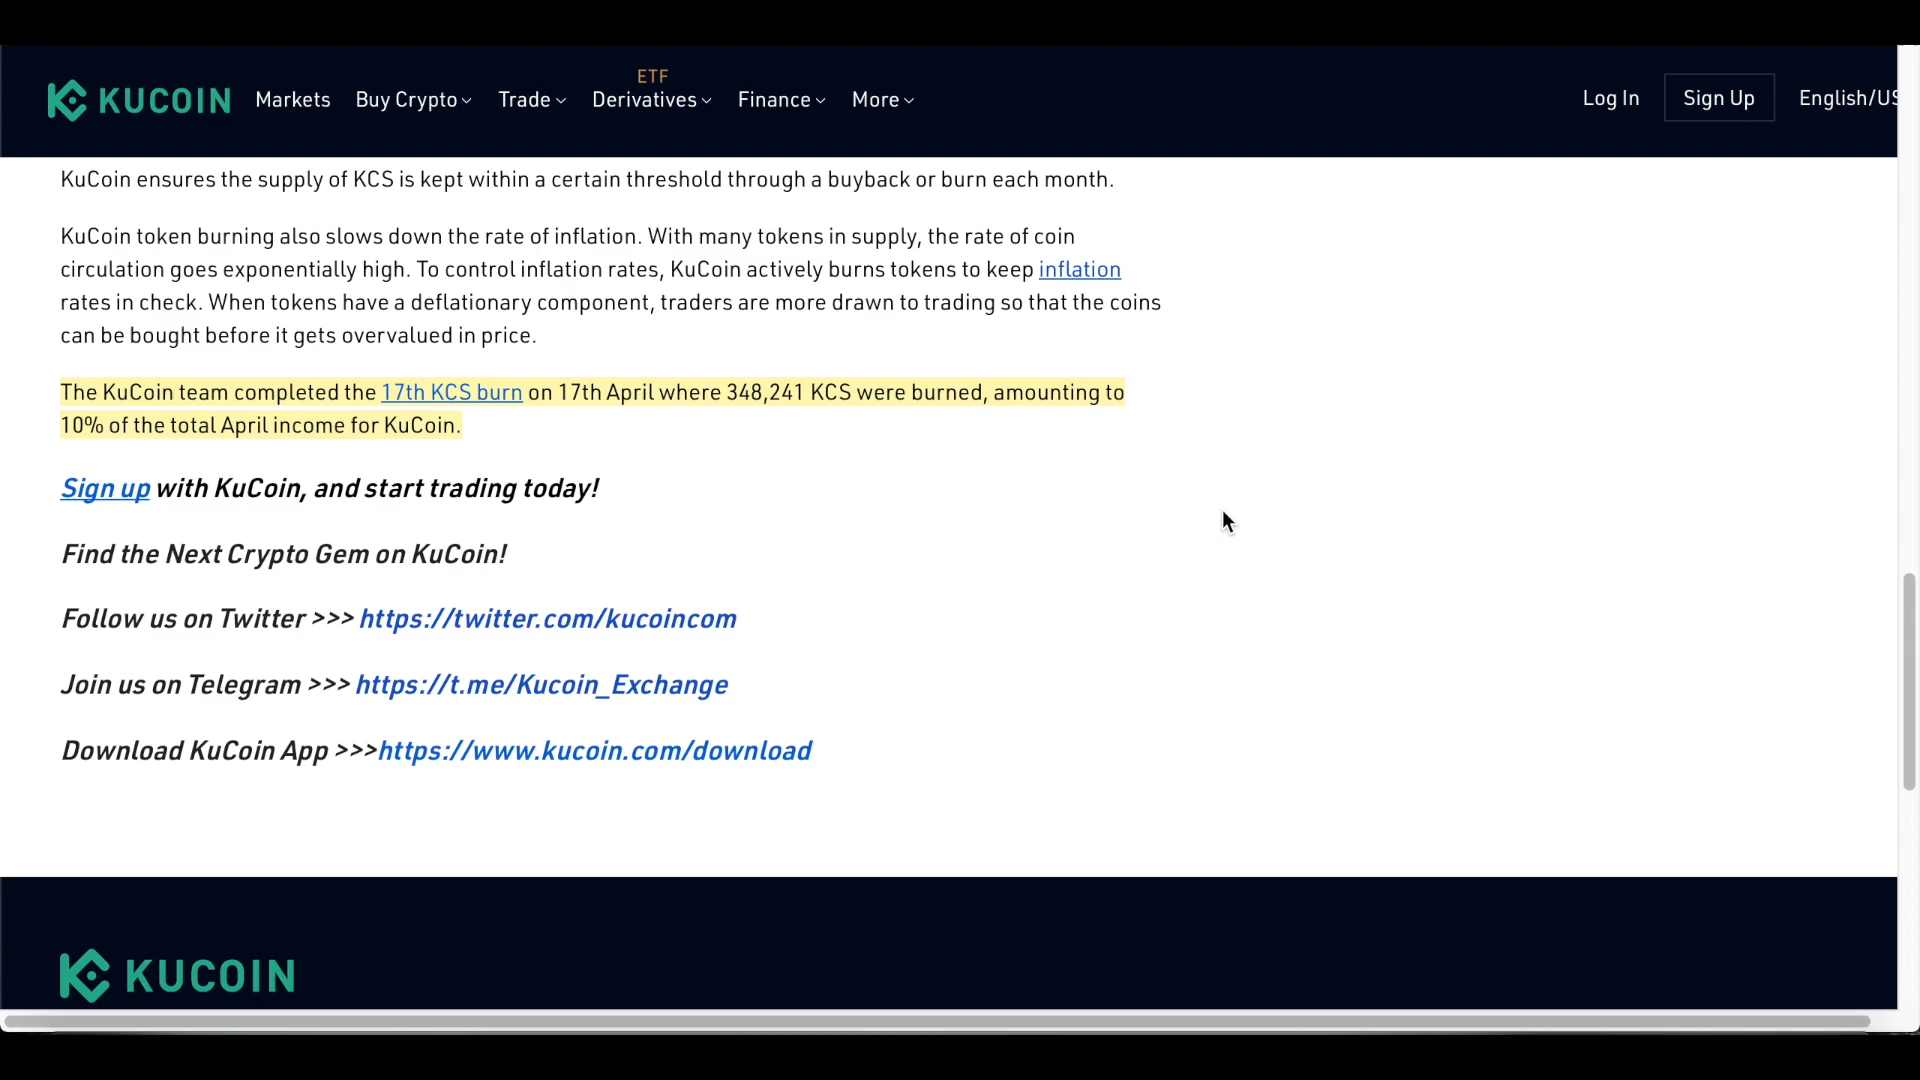 KUCOIN Markets Buy Crypto Trade ETF Derivatives Finance More Log In Sign Up English/US
KuCoin ensures the supply of KCS is kept within a certain threshold through a buyback or burn each month.
KuCoin token burning also slows down the rate of inflation. With many tokens in supply, the rate of coin
circulation goes exponentially high. To control inflation rates, KuCoin actively burns tokens to keep inflation
rates in check. When tokens have a deflationary component, traders are more drawn to trading so that the coins
can be bought before it gets overvalued in price.
The KuCoin team completed the 17th KCS burn on 17th April where 348,241 KCS were burned, amounting to
10% of the total April income for KuCoin.
Sign up with KuCoin, and start trading today!
Find the Next Crypto Gem on KuCoin!
Follow us on Twitter >>> https://twitter.com/kucoincom
Join us on Telegram >>> https://t.me/Kucoin_Exchange
Download KuCoin App >>>https://www.kucoin.com/download
KUCOIN